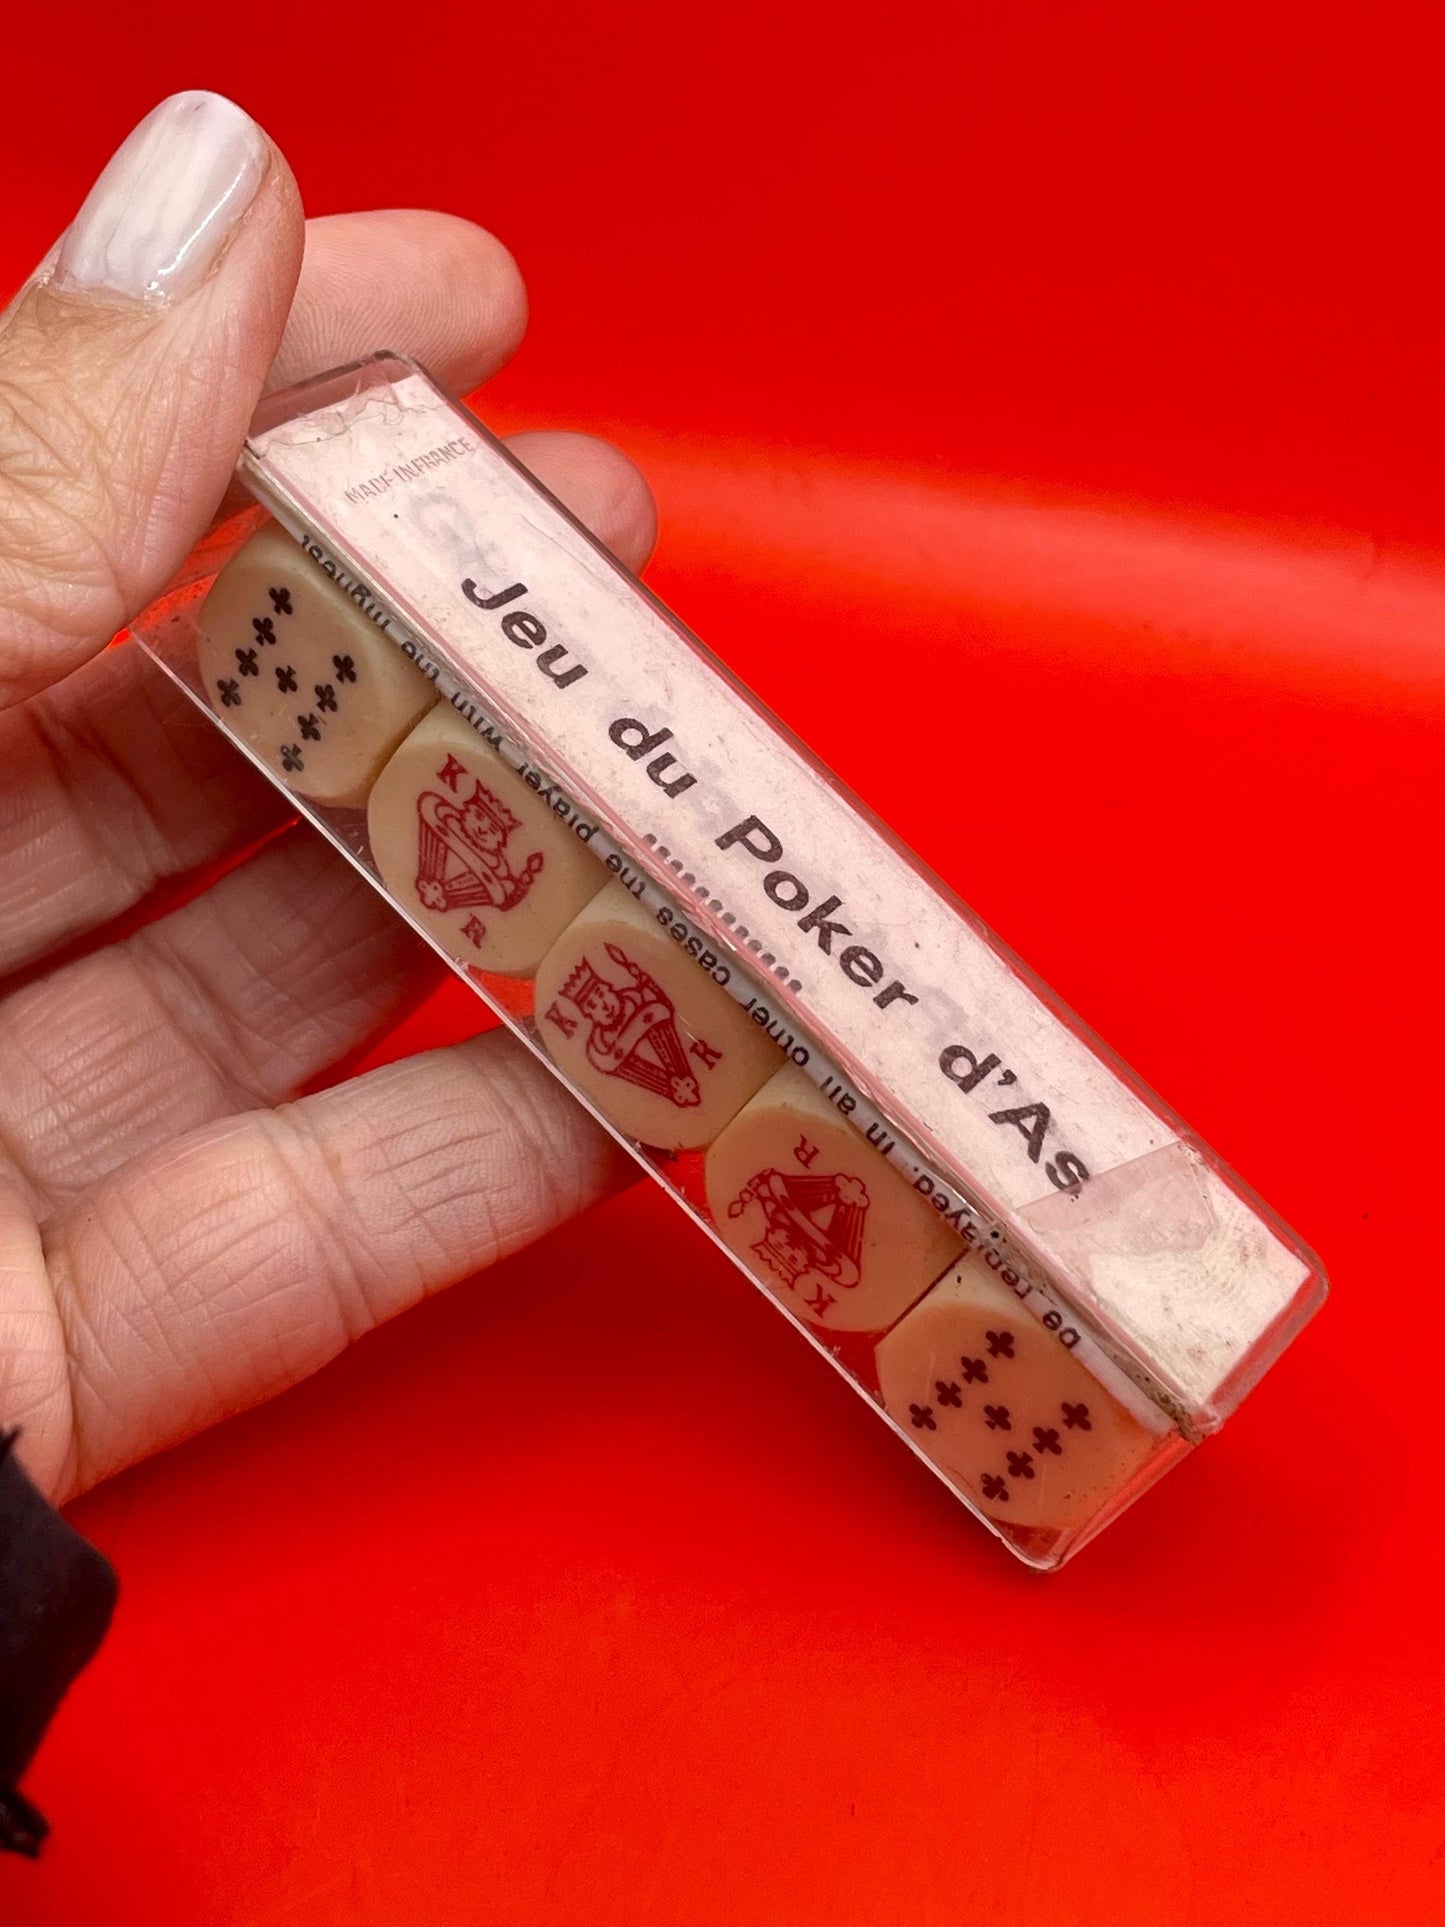 MADE IN FRANCE
Jeu du Poker d'As
be replayed. In all other cases the player with the highest
K
R
K
R
K
R